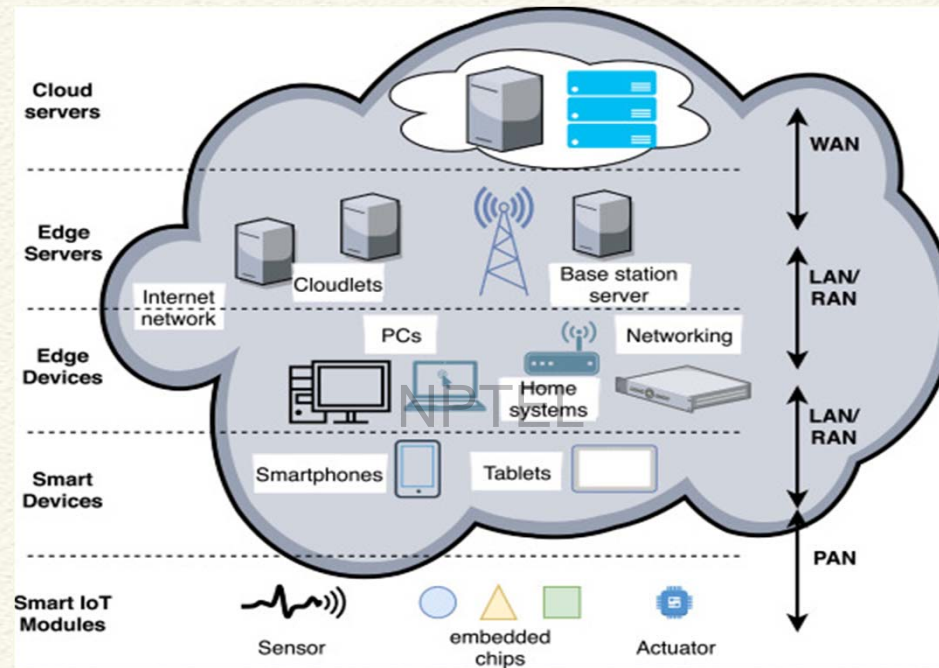 Cloud
servers
WAN
Edge
Servers
Cloudlets
Base station
server
LAN/
RAN
Internet
network
Edge
Devices
PCs
Networking
Home
systems
NPTEL
LAN/
RAN
Smartphones
Tablets
Smart
Devices
PAN
Smart IoT
Modules
Sensor
embedded
chips
Actuator